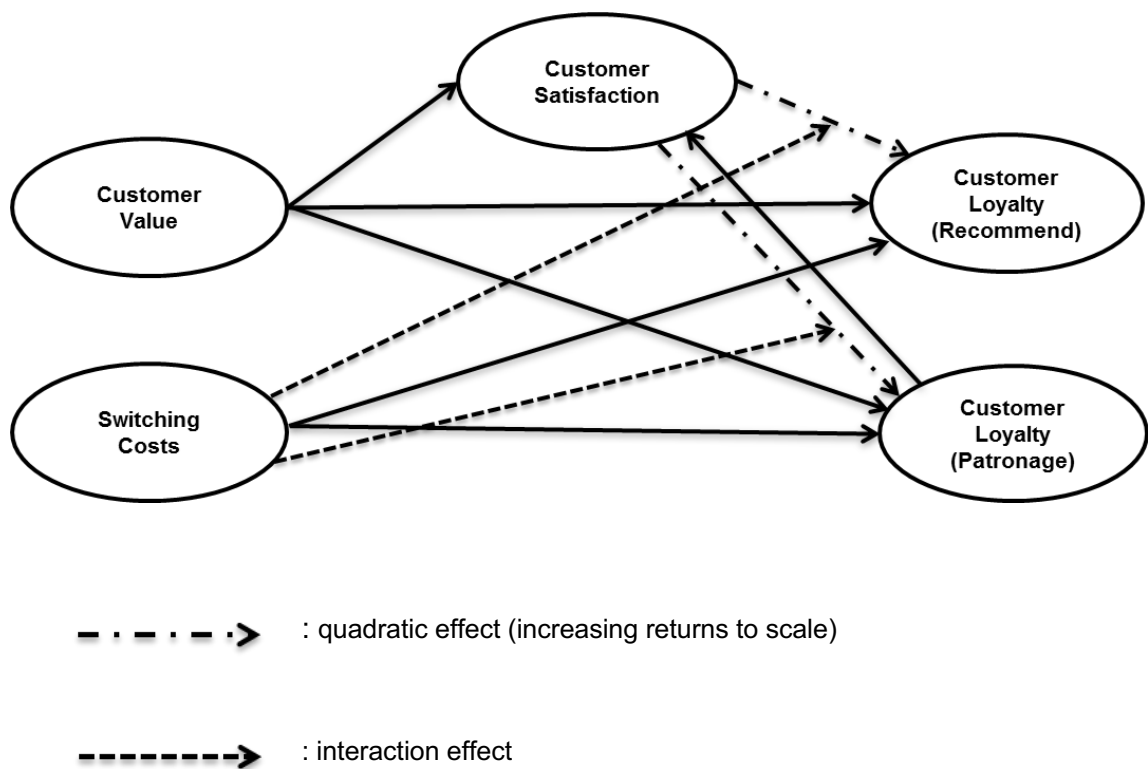 Customer
Satisfaction
Customer
Value
Customer
Loyalty
(Recommend)
Switching
Costs
Customer
Loyalty
(Patronage)
: quadratic effect (increasing returns to scale)
: interaction effect